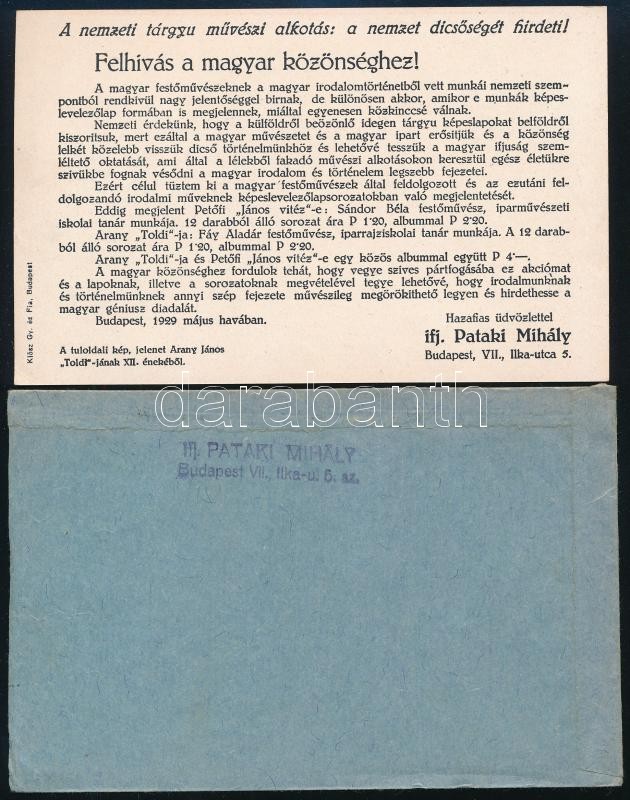 A nemzeti tárgyu művészi alkotás: a nemzet dicsőségét hirdeti!
Felhívás a magyar közönséghez!
A magyar festőművészeknek a magyar irodalomtörténetből vett munkái nemzeti szem-
pontból rendkivül nagy jelentőséggel birnak, de különösen akkor, amikor e munkák képes-
levelezőlap formában is megjelennek, miáltal egyenesen közkinccsé válnak.
Nemzeti érdekünk, hogy a külföldről beözönlő idegen tárgyu képeslapokat belföldről
kiszoritsuk, mert ezáltal a magyar művészetet és a magyar ipart erősitjük és a közönség
lelkét közelebb visszük dicső történelmünkhöz és lehetővé tesszük a magyar ifjuság szem-
léltető oktatását, ami által a lélekből fakadó művészi alkotásokon keresztül egész életükre
szivükbe fognak vésődni a magyar irodalom és történelem legszebb fejezetei.
Ezért célul tüztem ki a magyar festőművészek által feldolgozott és az ezutáni fel-
dolgozandó irodalmi műveknek képeslevelezőlapsorozatokban való megjelentetését.
Eddig megjelent Petőfi „János vitéz"-e: Sándor Béla festőművész, iparművészeti
iskolai tanár munkája. 12 darabból álló sorozat ára P 1·20, albummal P 2·20.
Arany „Toldi"-ja: Fáy Aladár festőművész, iparrajziskolai tanár munkája. A 12 darab-
ból álló sorozat ára P 1·20, albummal P 2·20.
Arany „Toldi"-ja és Petőfi „János vitéz"-e egy közös albummal együtt P 4·—.
A magyar közönséghez fordulok tehát, hogy vegye szives pártfogásába ez akciómat
és a lapoknak, illetve a sorozatoknak megvételével tegye lehetővé, hogy irodalmunknak
és történelmünknek annyi szép fejezete művészileg megörökithető legyen és hirdethesse a
magyar géniusz diadalát.
Budapest, 1929 május havában.
Hazafias üdvözlettel
ifj. Pataki Mihály
Budapest, VII., Ilka-utca 5.
A tuloldali kép, jelenet Arany János
„Toldi"-jának XII. énekéből.
Klösz Gy. és Fia, Budapest
darabanth
ifj. PATAKI MIHÁLY
Budapest VII., Ilka-u. 5. sz.